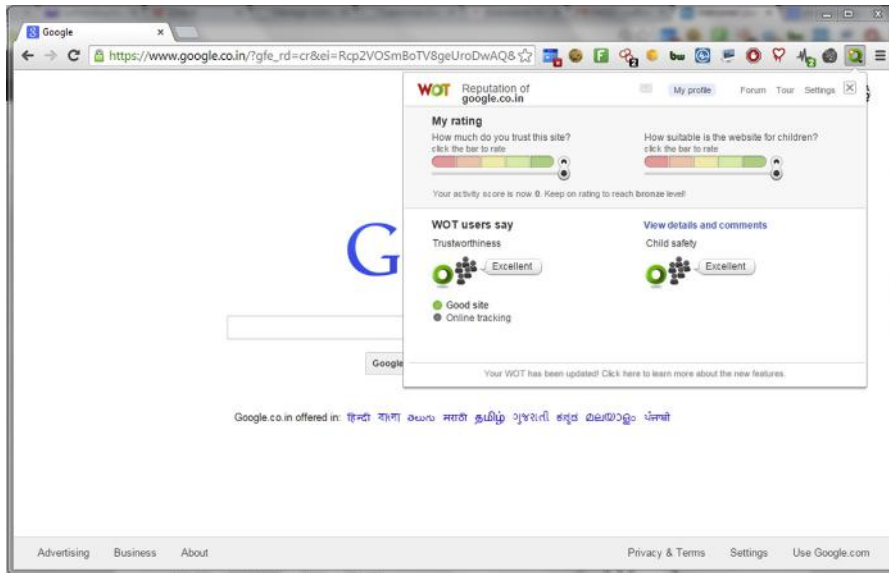 Google
https://www.google.co.in/?gfe_rd=cr&ei=Rcp2VOSmBoTV8geUroDwAQ&
WOT Reputation of
google.co.in
My profile Forum Tour Settings
My rating
How much do you trust this site? How suitable is the website for children?
click the bar to rate click the bar to rate
Your activity score is now 0. Keep on rating to reach bronze level!
WOT users say View details and comments
Trustworthiness Child safety
Excellent Excellent
Good site
Online tracking
G
Google
Your WOT has been updated! Click here to learn more about the new features.
Google.co.in offered in: हिन्दी বাংলা తెలుగు मराठी தமிழ் ગુજરાતી ಕನ್ನಡ മലയാളം ਪੰਜਾਬੀ
Advertising Business About Privacy & Terms Settings Use Google.com